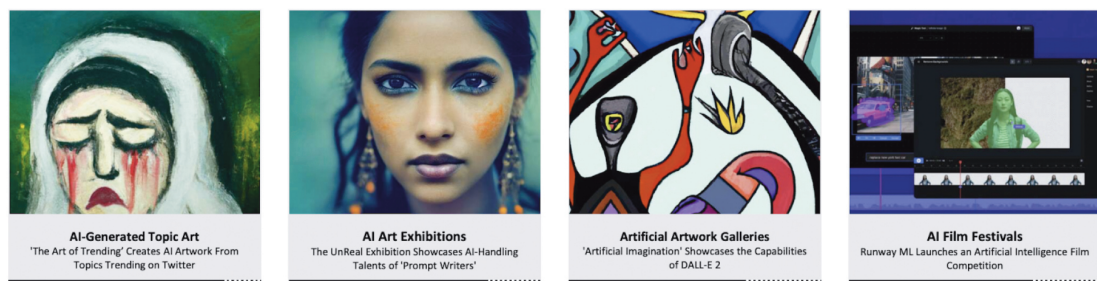 AI-Generated Topic Art
'The Art of Trending' Creates AI Artwork From
Topics Trending on Twitter
AI Art Exhibitions
The UnReal Exhibition Showcases AI-Handling
Talents of 'Prompt Writers'
Artificial Artwork Galleries
'Artificial Imagination' Showcases the Capabilities
of DALL-E 2
AI Film Festivals
Runway ML Launches an Artificial Intelligence Film
Competition